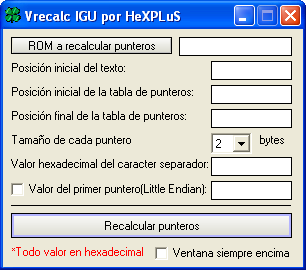 Vrecalc IGU por HeXPLuS
ROM a recalcular punteros
Posición inicial del texto:
Posición inicial de la tabla de punteros:
Posición final de la tabla de punteros:
Tamaño de cada puntero 2 bytes
Valor hexadecimal del caracter separador:
Valor del primer puntero(Little Endian):
Recalcular punteros
*Todo valor en hexadecimal Ventana siempre encima